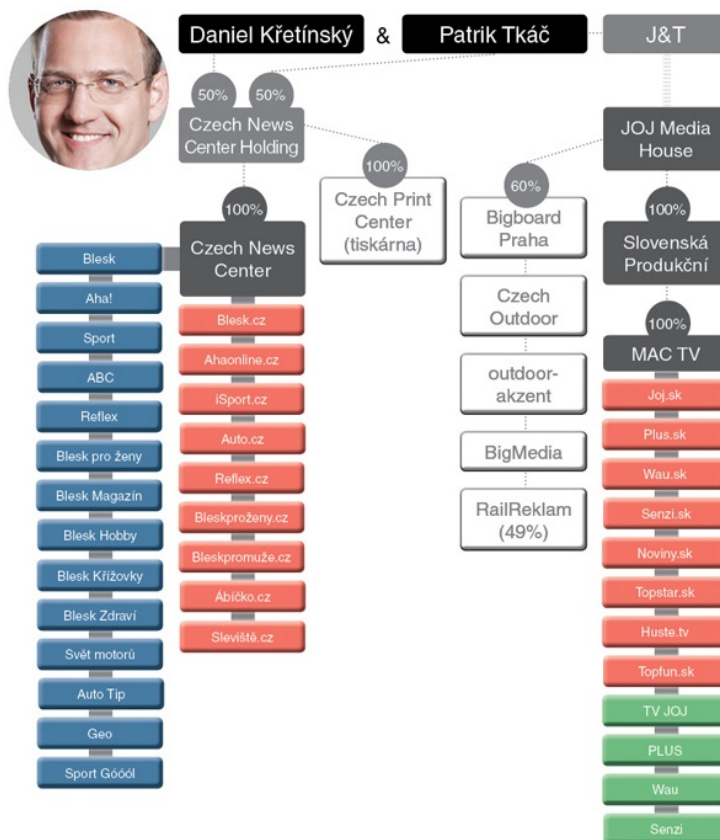 Daniel Křetínský
&
Patrik Tkáč
J&T
50%
50%
Czech News
Center Holding
JOJ Media
House
100%
Czech Print
Center
(tiskárna)
60%
Bigboard
Praha
100%
Slovenská
Produkční
100%
Czech News
Center
Czech
Outdoor
100%
MAC TV
outdoor-
akzent
BigMedia
RailReklam
(49%)
Blesk
Aha!
Sport
ABC
Reflex
Blesk pro ženy
Blesk Magazín
Blesk Hobby
Blesk Křížovky
Blesk Zdraví
Svět motorů
Auto Tip
Geo
Sport Góóól
Blesk.cz
Ahaonline.cz
iSport.cz
Auto.cz
Reflex.cz
Bleskproženy.cz
Bleskpromuže.cz
Ábíčko.cz
Sleviště.cz
Joj.sk
Plus.sk
Wau.sk
Senzi.sk
Noviny.sk
Topstar.sk
Huste.tv
Topfun.sk
TV JOJ
PLUS
Wau
Senzi